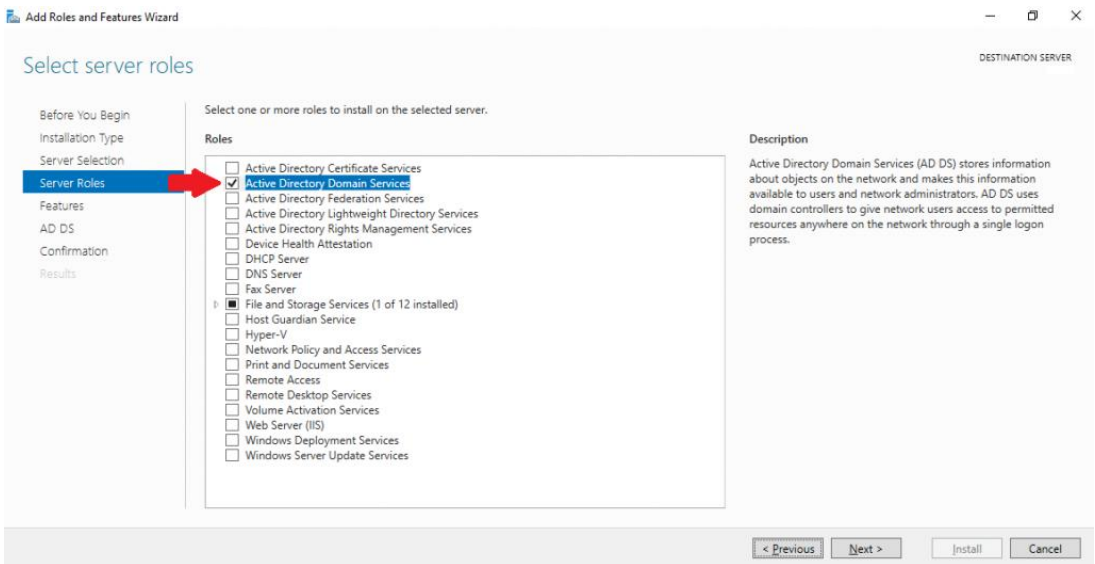 Add Roles and Features Wizard
Select server roles
DESTINATION SERVER
Before You Begin
Installation Type
Server Selection
Server Roles
Features
AD DS
Confirmation
Results
Select one or more roles to install on the selected server.
Roles
Active Directory Certificate Services
Active Directory Domain Services
Active Directory Federation Services
Active Directory Lightweight Directory Services
Active Directory Rights Management Services
Device Health Attestation
DHCP Server
DNS Server
Fax Server
File and Storage Services (1 of 12 installed)
Host Guardian Service
Hyper-V
Network Policy and Access Services
Print and Document Services
Remote Access
Remote Desktop Services
Volume Activation Services
Web Server (IIS)
Windows Deployment Services
Windows Server Update Services
Description
Active Directory Domain Services (AD DS) stores information
about objects on the network and makes this information
available to users and network administrators. AD DS uses
domain controllers to give network users access to permitted
resources anywhere on the network through a single logon
process.
< Previous
Next >
Install
Cancel